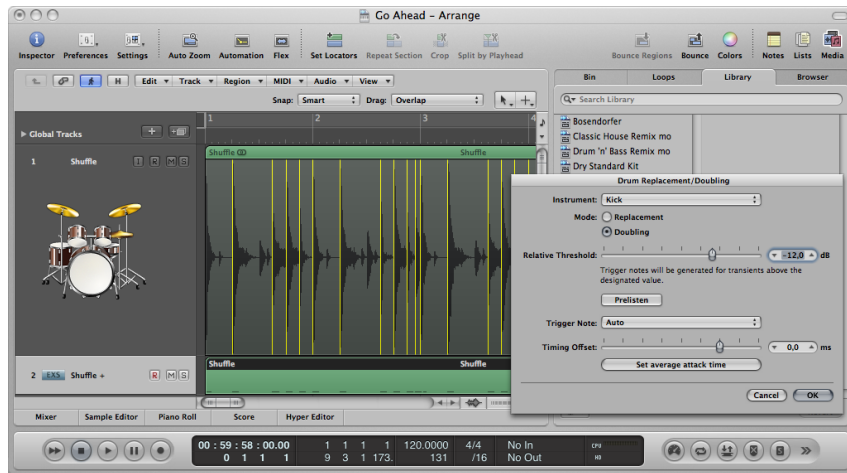 Go Ahead – Arrange
Inspector Preferences Settings Auto Zoom Automation Flex Set Locators Repeat Section Crop Split by Playhead Bounce Regions Bounce Colors Notes Lists Media
H Edit Track Region MIDI Audio View
Bin Loops Library Browser
Snap: Smart Drag: Overlap
Search Library
1 2 3 4
Global Tracks
Bosendorfer
Classic House Remix mo
Drum 'n' Bass Remix mo
Dry Standard Kit
1 Shuffle I R M S
Shuffle Shuffle
Drum Replacement/Doubling
Instrument: Kick
Mode: Replacement
Doubling
Relative Threshold: -12,0 dB
Trigger notes will be generated for transients above the
designated value.
Prelisten
Trigger Note: Auto
Timing Offset: 0,0 ms
Set average attack time
Cancel OK
2 EXS Shuffle + R M S
Shuffle Shuffle
Mixer Sample Editor Piano Roll Score Hyper Editor
00 : 59 : 58 : 00.00 1 1 1 1 120.0000 4/4 No In CPU
0 1 1 1 9 3 1 173. 131 /16 No Out HD